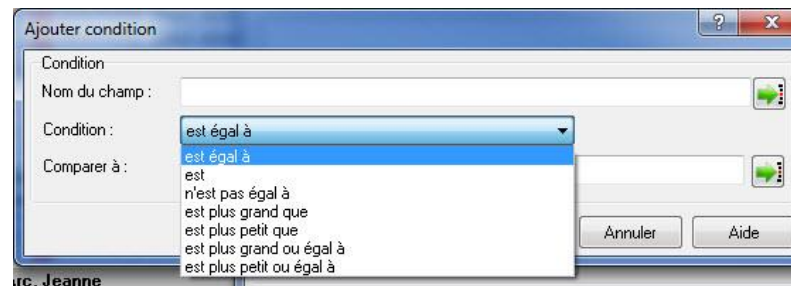 Ajouter condition
Condition
Nom du champ :
Condition : est égal à
est égal à
Comparer à :
est
n'est pas égal à
est plus grand que
est plus petit que
est plus grand ou égal à
est plus petit ou égal à
Annuler Aide
Arc, Jeanne